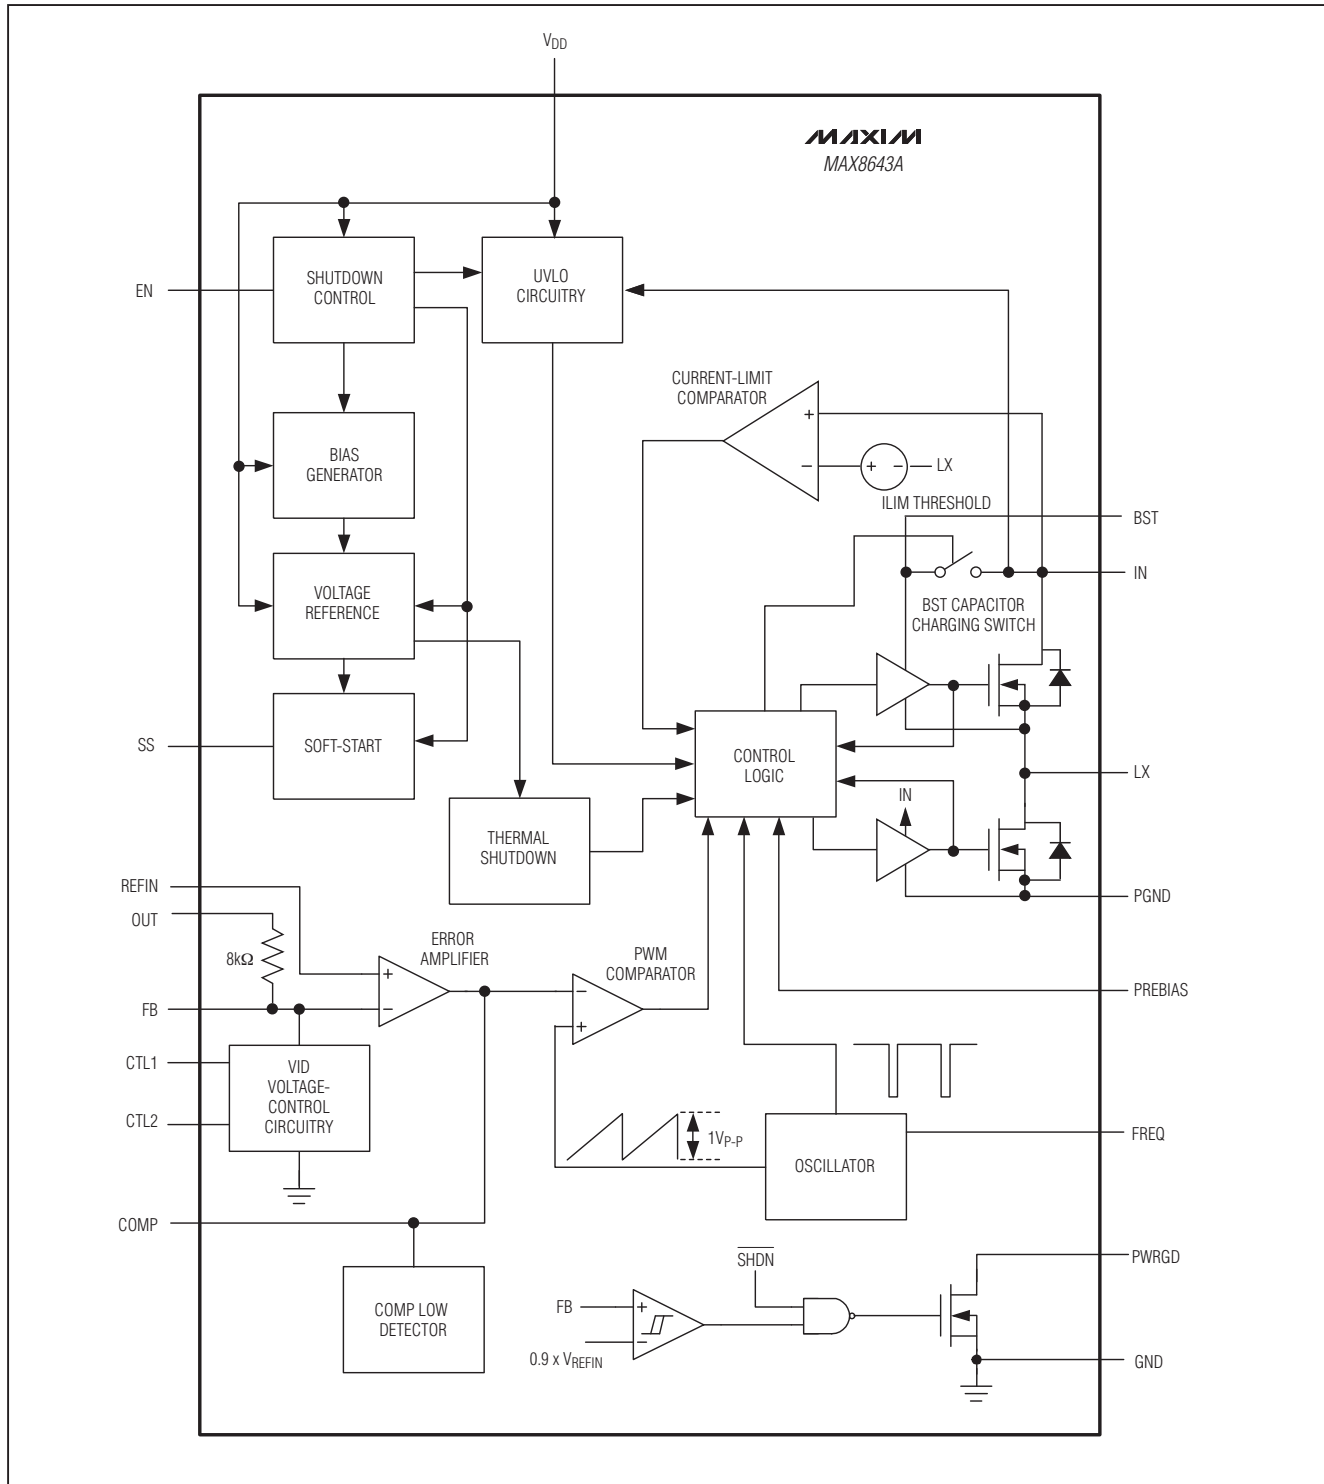 VDD
MAXIM
MAX8643A
SHUTDOWN
CONTROL
UVLO
CIRCUITRY
EN
CURRENT-LIMIT
COMPARATOR
+
−
+ −
LX
ILIM THRESHOLD
BIAS
GENERATOR
BST
IN
BST CAPACITOR
CHARGING SWITCH
VOLTAGE
REFERENCE
SS
SOFT-START
CONTROL
LOGIC
LX
IN
THERMAL
SHUTDOWN
REFIN
OUT
8kΩ
ERROR
AMPLIFIER
+
−
PWM
COMPARATOR
−
+
PGND
PREBIAS
FB
CTL1
CTL2
VID
VOLTAGE-
CONTROL
CIRCUITRY
1VP-P
OSCILLATOR
FREQ
COMP
COMP LOW
DETECTOR
SHDN
FB
+
−
0.9 x VREFIN
PWRGD
GND